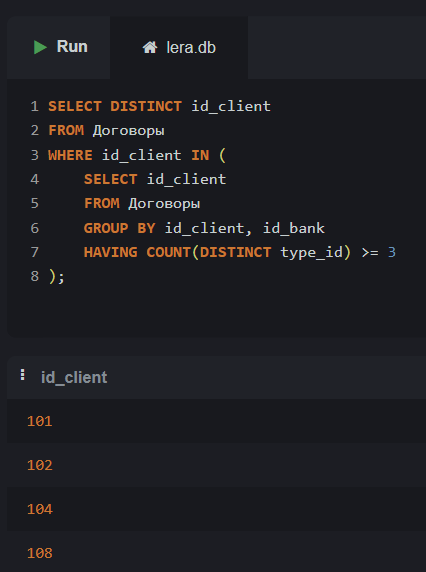 Run lera.db
1 SELECT DISTINCT id_client
2 FROM Договоры
3 WHERE id_client IN (
4 SELECT id_client
5 FROM Договоры
6 GROUP BY id_client, id_bank
7 HAVING COUNT(DISTINCT type_id) >= 3
8 );
id_client
101
102
104
108